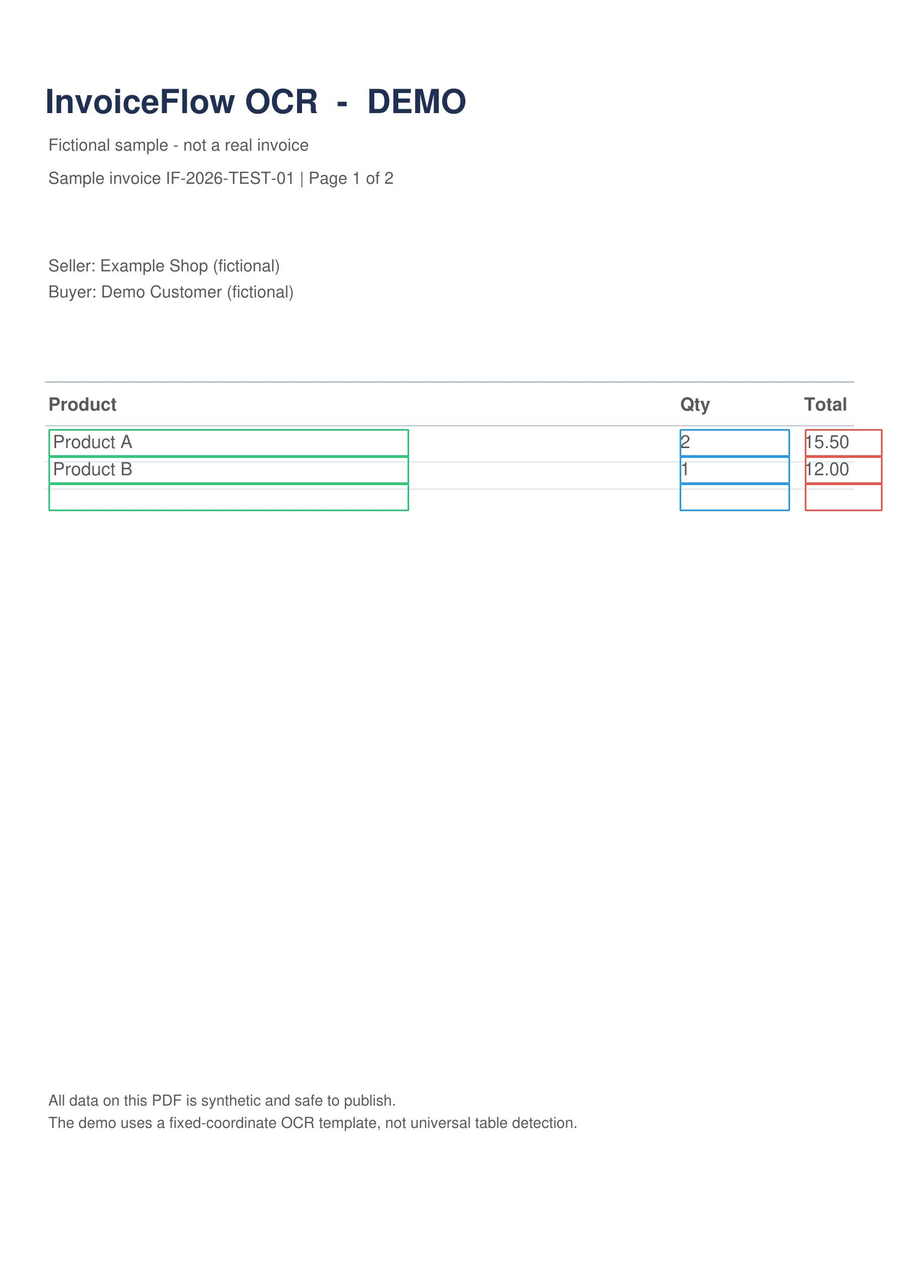 InvoiceFlow OCR - DEMO
Fictional sample - not a real invoice
Sample invoice IF-2026-TEST-01 | Page 1 of 2
Seller: Example Shop (fictional)
Buyer: Demo Customer (fictional)
Product Qty Total
Product A 2 15.50
Product B 1 12.00
All data on this PDF is synthetic and safe to publish.
The demo uses a fixed-coordinate OCR template, not universal table detection.